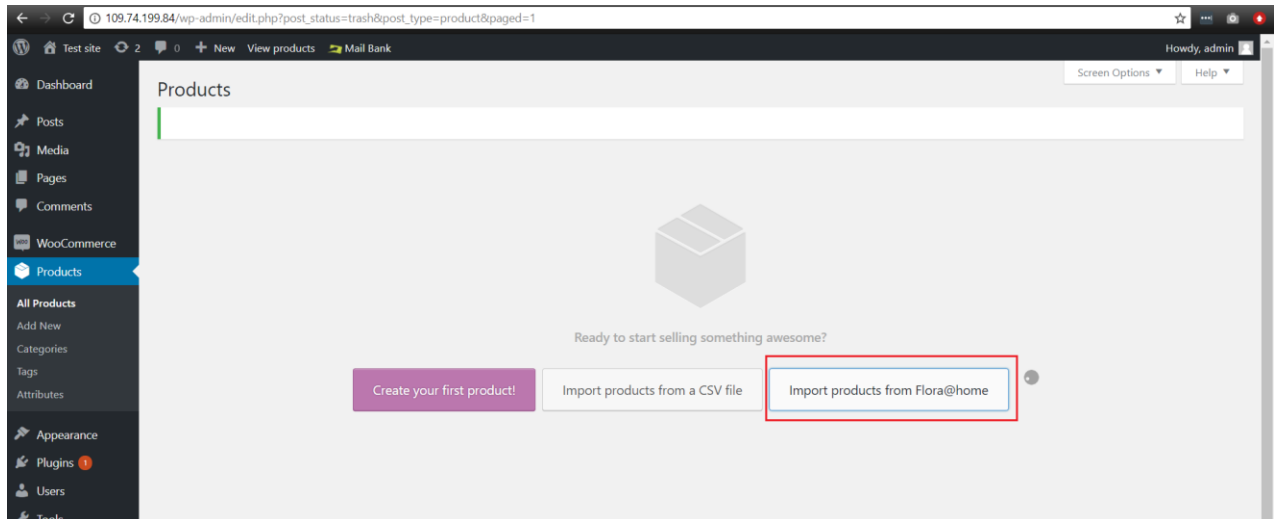 109.74.199.84/wp-admin/edit.php?post_status=trash&post_type=product&paged=1
Test site 2 0 + New View products Mail Bank Howdy, admin
Screen Options ▼ Help ▼
Dashboard
Products
Posts
Media
Pages
Comments
WooCommerce
Products
All Products
Add New
Categories
Tags
Attributes
Appearance
Plugins 1
Users
Tools
Ready to start selling something awesome?
Create your first product! Import products from a CSV file Import products from Flora@home